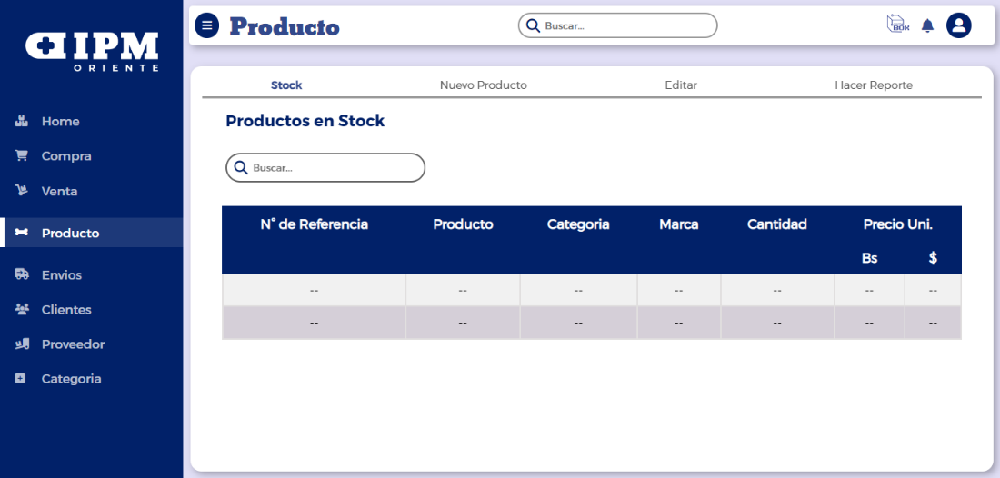 IPM
ORIENTE
Home
Compra
Venta
Producto
Envios
Clientes
Proveedor
Categoria
Producto
Buscar...
BOX
Stock Nuevo Producto Editar Hacer Reporte
Productos en Stock
Buscar...
N° de Referencia Producto Categoria Marca Cantidad Precio Uni.
Bs $
-- -- -- -- -- -- --
-- -- -- -- -- -- --